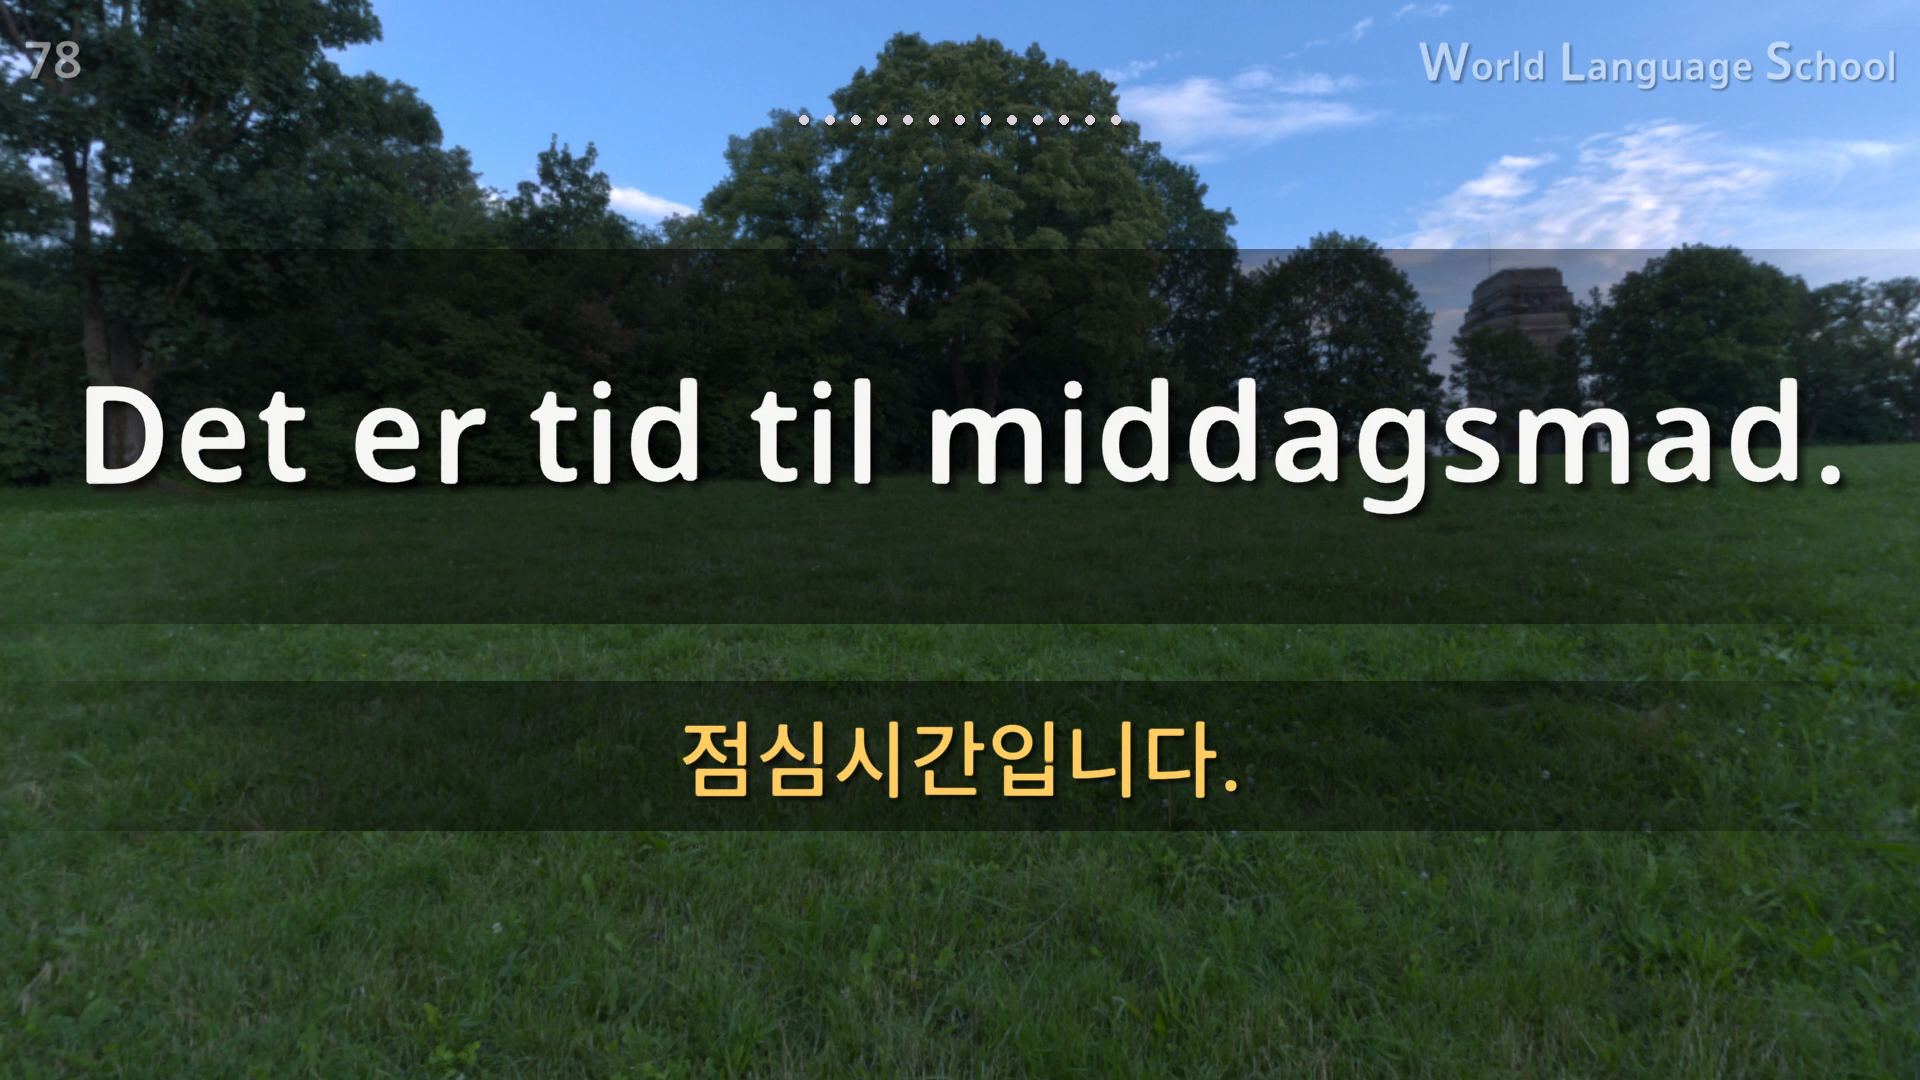 78
World Language School
Det er tid til middagsmad.
점심시간입니다.